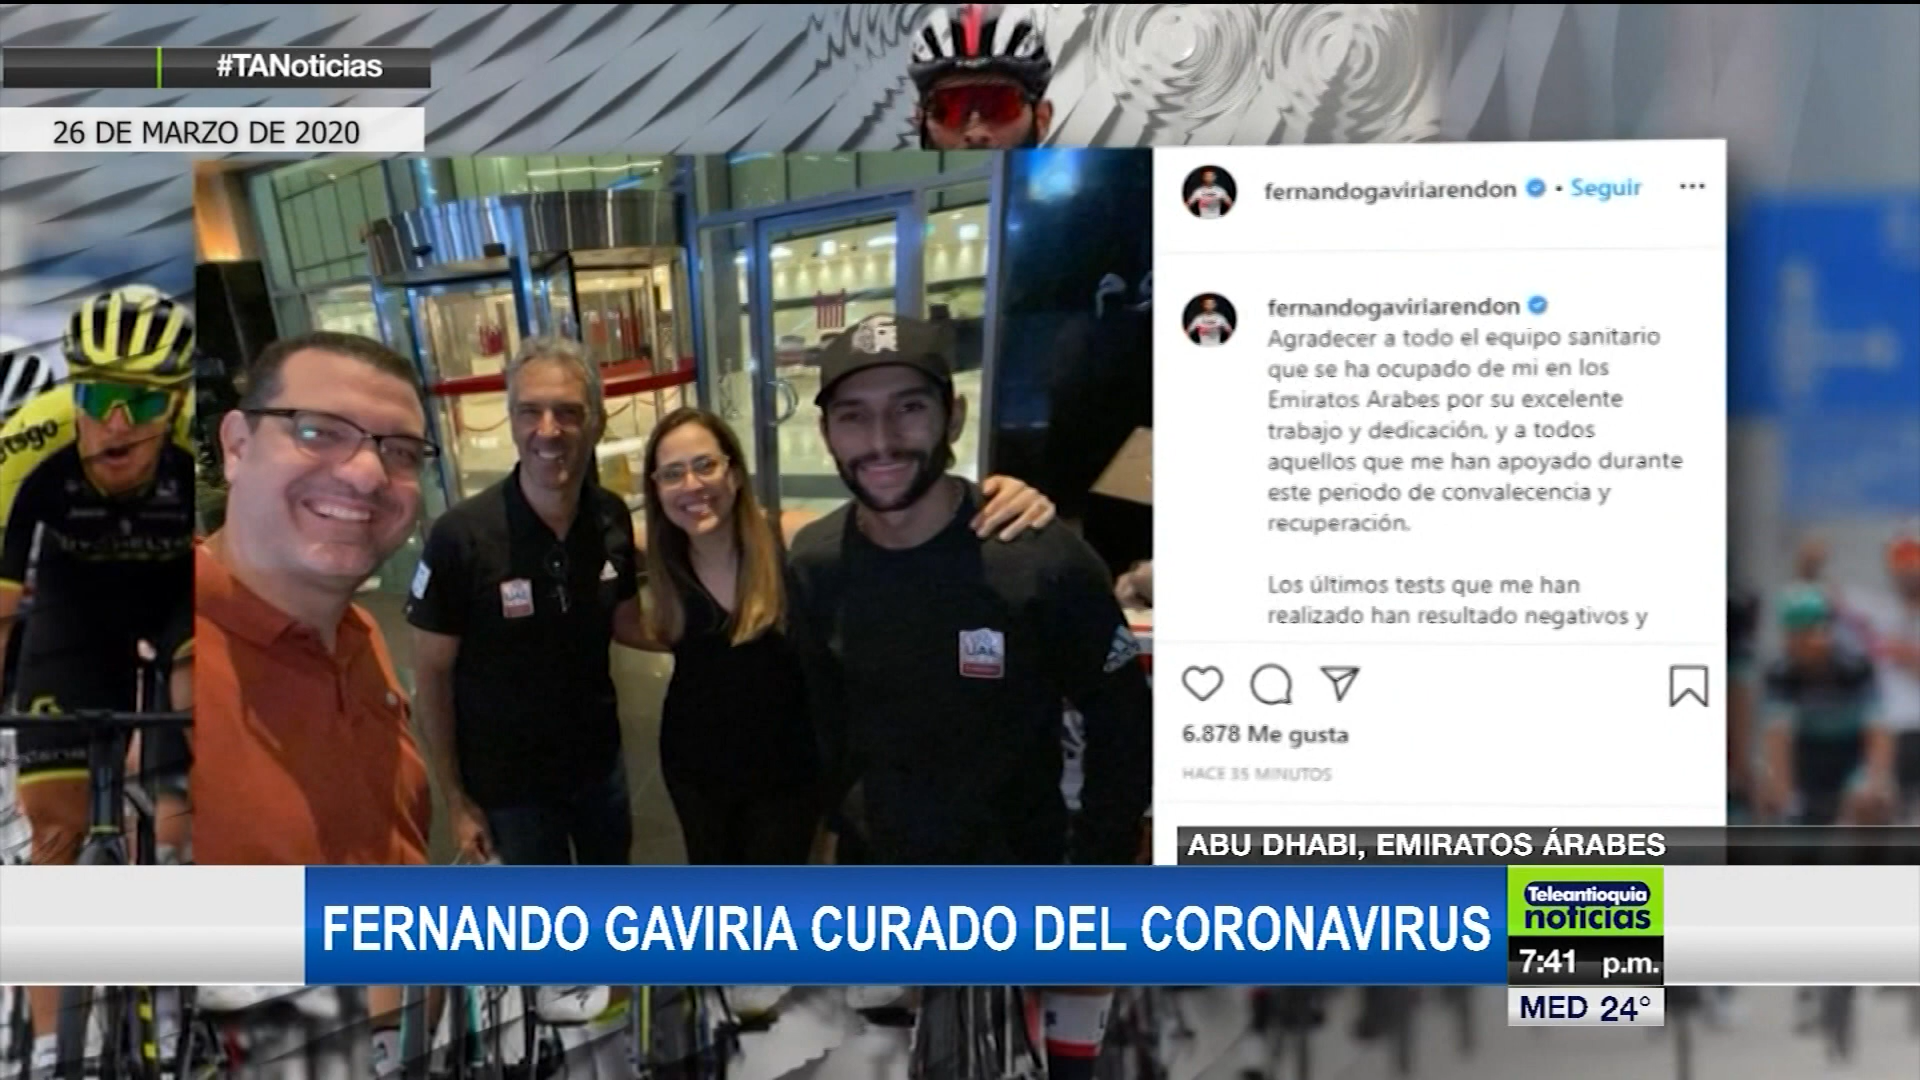 #TANoticias
26 DE MARZO DE 2020
fernandogaviriarendon • Seguir ...
fernandogaviriarendon
Agradecer a todo el equipo sanitario
que se ha ocupado de mi en los
Emiratos Arabes por su excelente
trabajo y dedicación, y a todos
aquellos que me han apoyado durante
este periodo de convalecencia y
recuperación.
Los últimos tests que me han
realizado han resultado negativos y
6.878 Me gusta
HACE 35 MINUTOS
UAE
UAE
ABU DHABI, EMIRATOS ÁRABES
FERNANDO GAVIRIA CURADO DEL CORONAVIRUS
Teleantioquia
noticias
7:41 p.m.
MED 24°